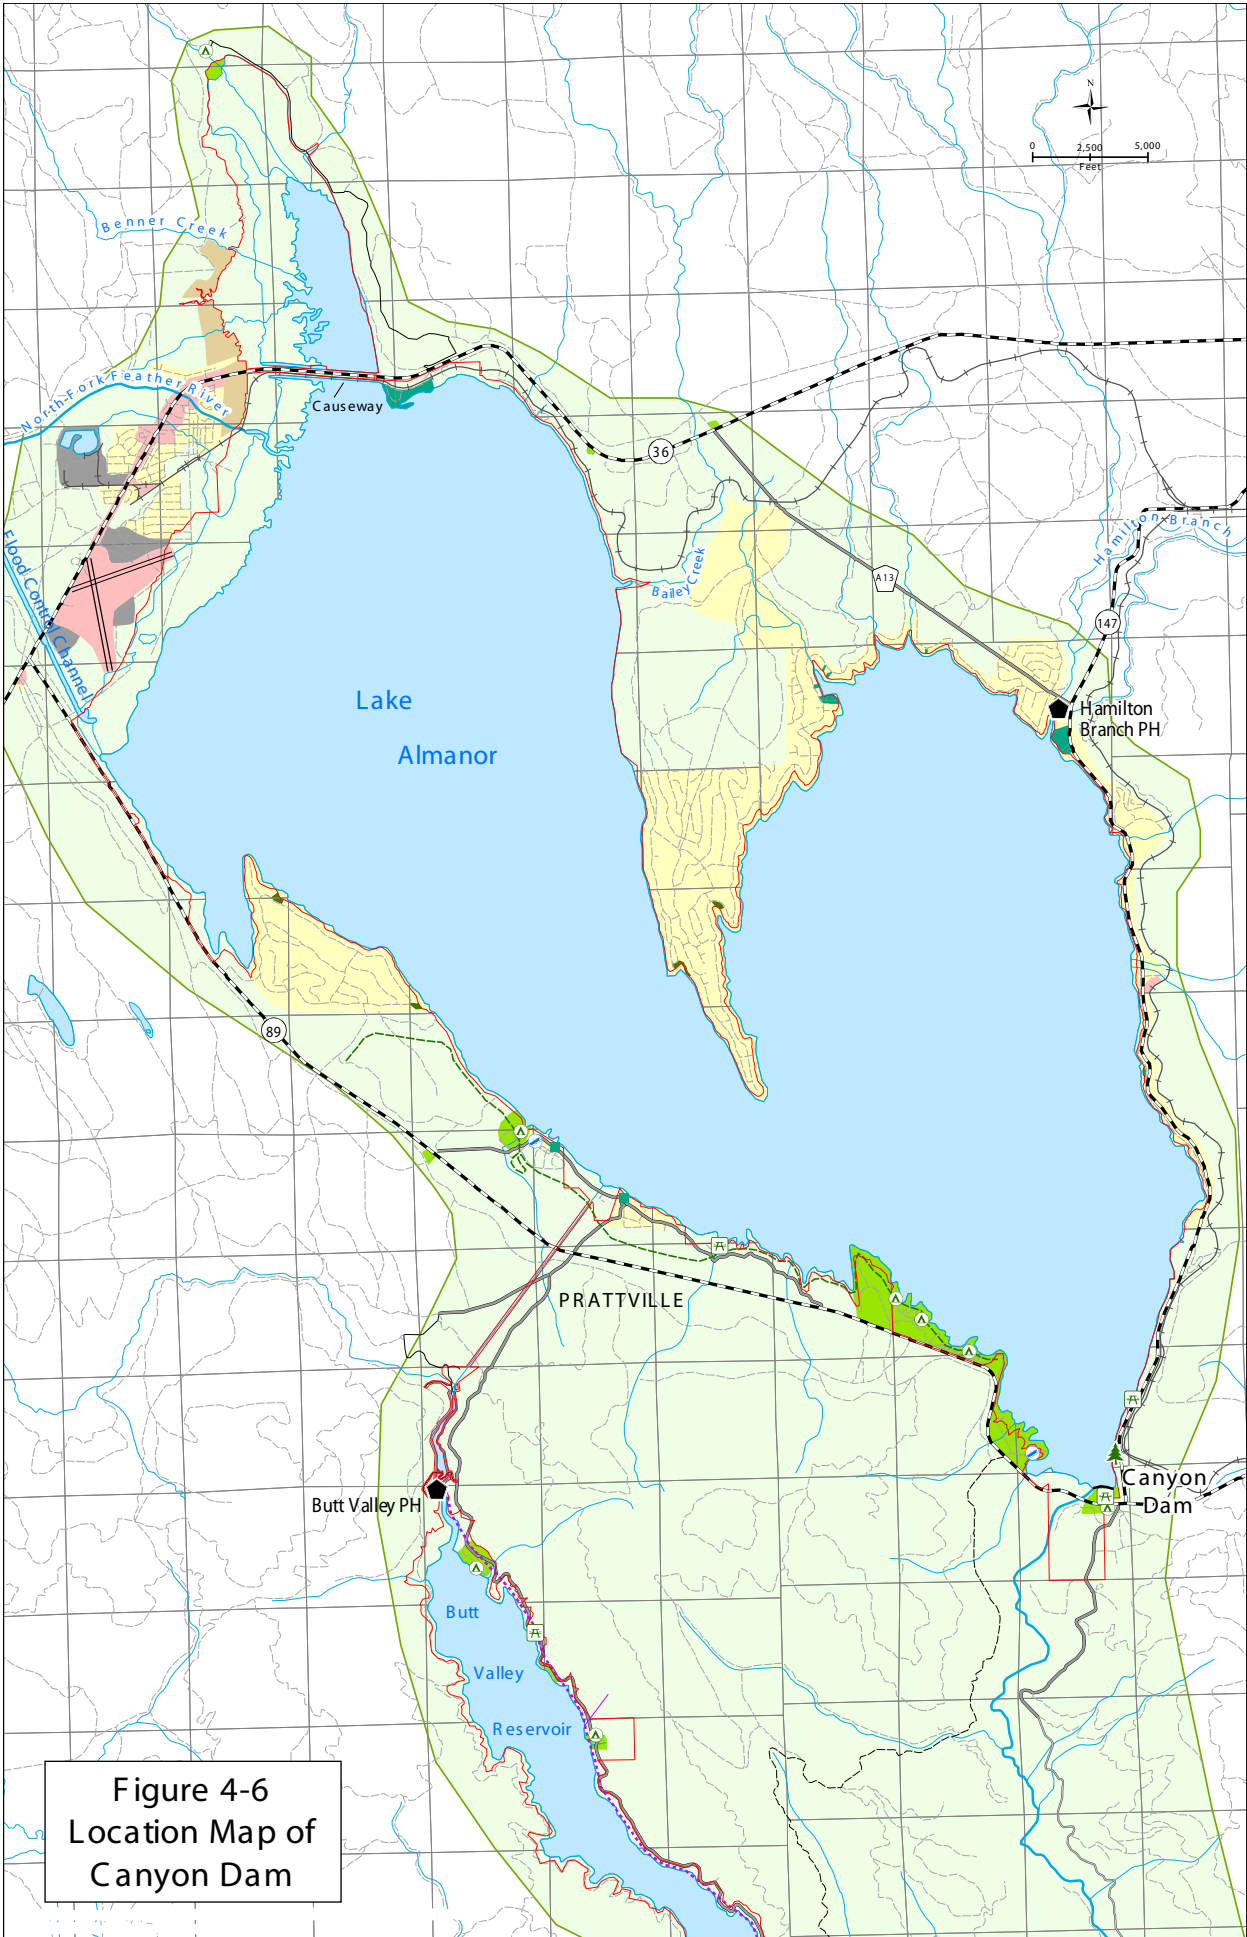 N
0 2,500 5,000
Feet
Benner Creek
North Fork Feather River
Causeway
36
Hamilton Branch
Flood Control Channel
Bailey Creek
A13
147
Lake
Almanor
Hamilton
Branch PH
89
PRATTVILLE
Canyon
Dam
Butt Valley PH
Butt
Valley
Reservoir
Figure 4-6
Location Map of
Canyon Dam